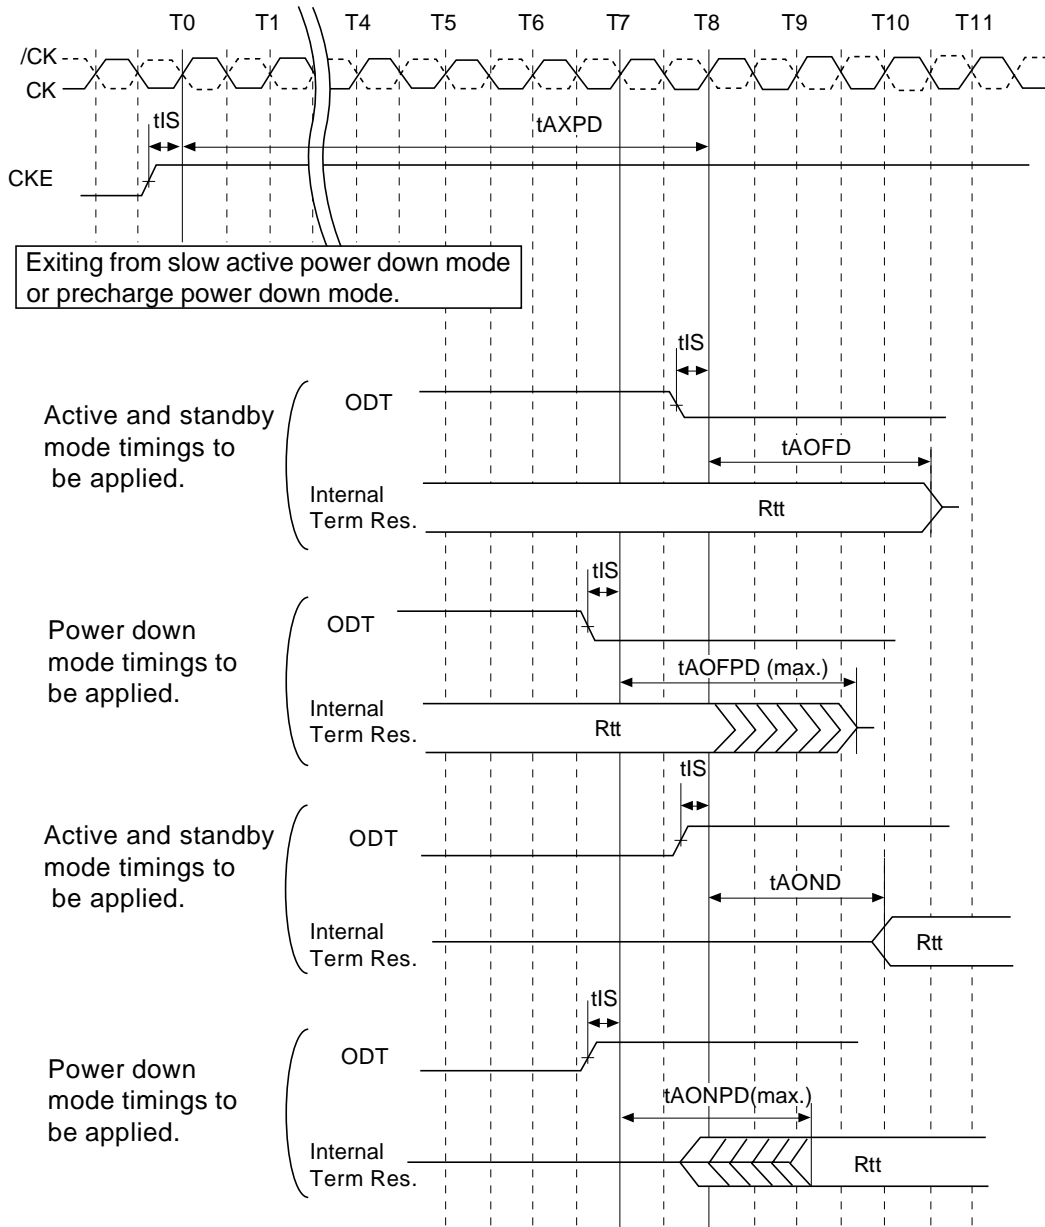 T0 T1 T4 T5 T6 T7 T8 T9 T10 T11
/CK
CK
tIS
tAXPD
CKE
Exiting from slow active power down mode
or precharge power down mode.
tIS
Active and standby
mode timings to
be applied.
ODT
tAOFD
Internal
Term Res.
Rtt
tIS
Power down
mode timings to
be applied.
ODT
tAOFPD (max.)
Internal
Term Res.
Rtt
tIS
Active and standby
mode timings to
be applied.
ODT
tAOND
Internal
Term Res.
Rtt
tIS
Power down
mode timings to
be applied.
ODT
tAONPD(max.)
Internal
Term Res.
Rtt